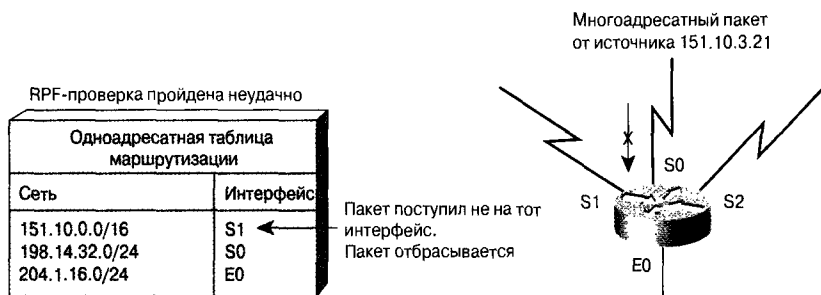 Многоадресатный пакет
от источника 151.10.3.21
RPF-проверка пройдена неудачно
Одноадресатная таблица
маршрутизации
Сеть Интерфейс
151.10.0.0/16 S1
198.14.32.0/24 S0
204.1.16.0/24 E0
Пакет поступил не на тот
интерфейс.
Пакет отбрасывается
x
S0
S1
S2
E0